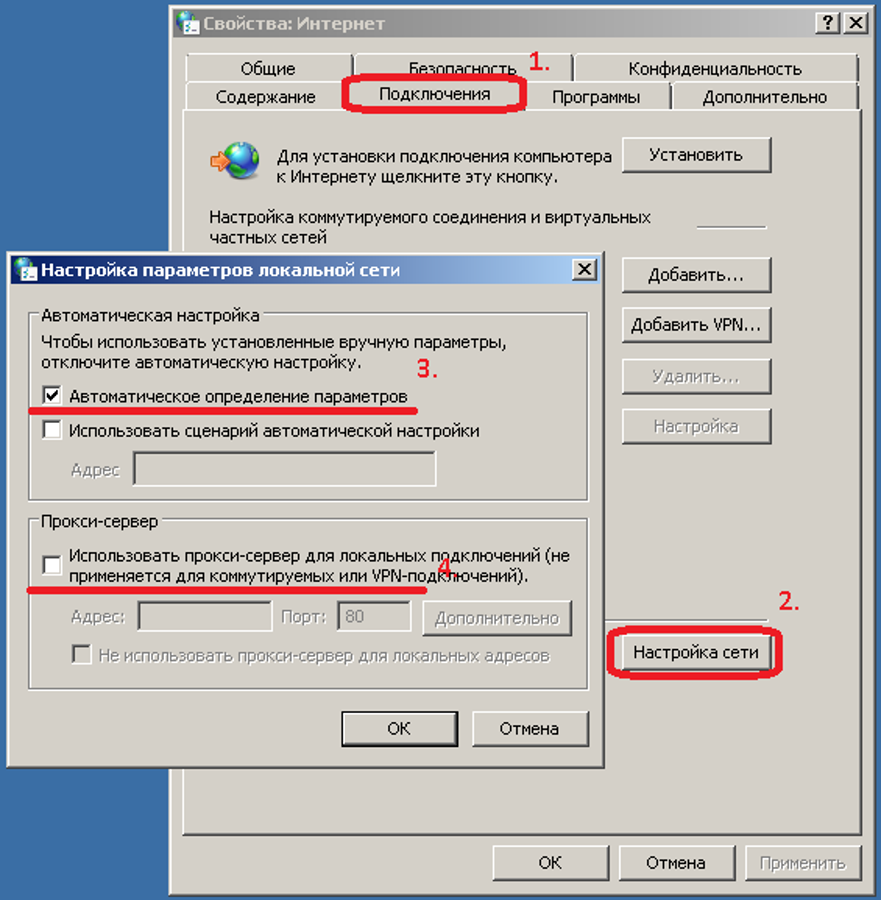 Свойства: Интернет
1.
Общие
Безопасность
Конфиденциальность
Содержание
Подключения
Программы
Дополнительно
Для установки подключения компьютера
к Интернету щелкните эту кнопку.
Установить
Настройка коммутируемого соединения и виртуальных
частных сетей
Добавить...
Добавить VPN...
Удалить...
Настройка
Настройка параметров локальной сети
Автоматическая настройка
Чтобы использовать установленные вручную параметры,
отключите автоматическую настройку.
3.
Автоматическое определение параметров
Использовать сценарий автоматической настройки
Адрес
Прокси-сервер
Использовать прокси-сервер для локальных подключений (не
применяется для коммутируемых или VPN-подключений).
4.
Адрес:
Порт:
80
Дополнительно
Не использовать прокси-сервер для локальных адресов
ОК
Отмена
2.
Настройка сети
ОК
Отмена
Применить